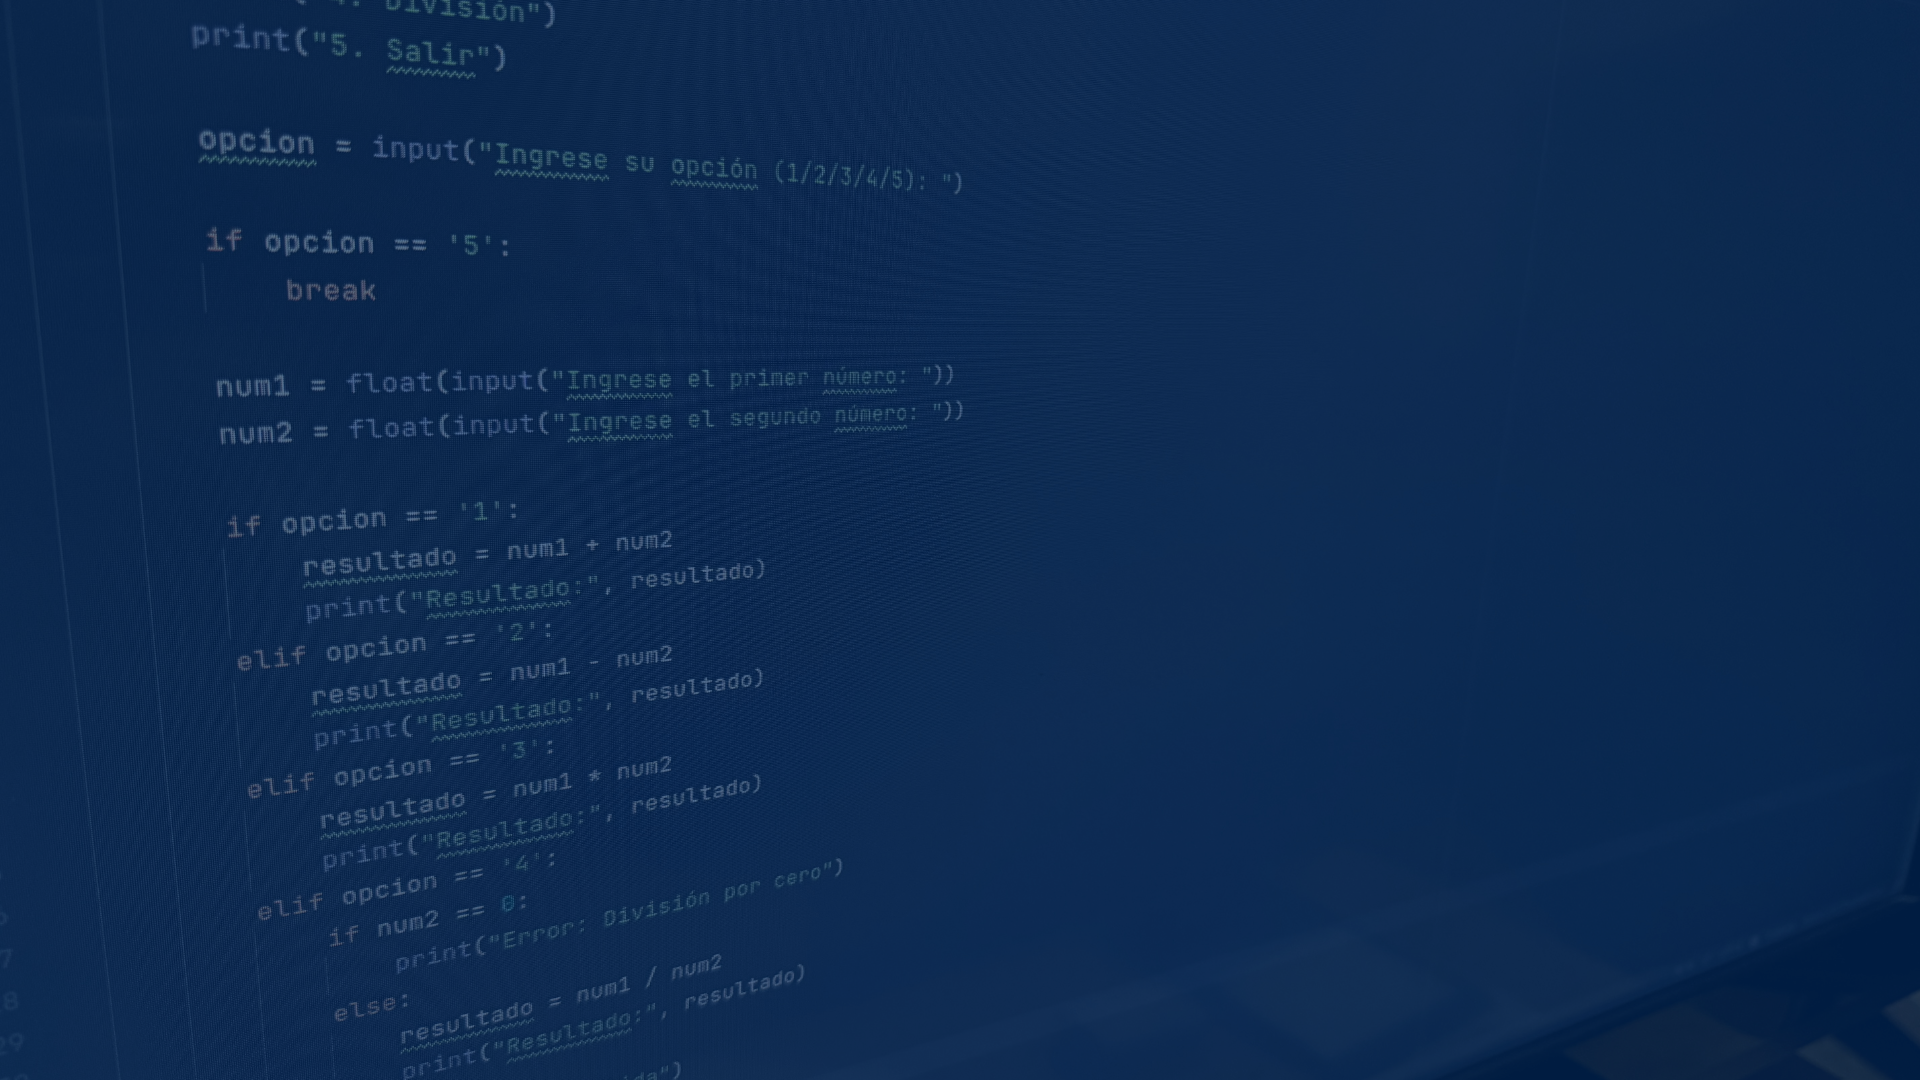 División")
print("5. Salir")
opcion = input("Ingrese su opción (1/2/3/4/5): ")
if opcion == '5':
break
num1 = float(input("Ingrese el primer número: "))
num2 = float(input("Ingrese el segundo número: "))
if opcion == '1':
resultado = num1 + num2
print("Resultado:", resultado)
elif opcion == '2':
resultado = num1 - num2
print("Resultado:", resultado)
elif opcion == '3':
resultado = num1 * num2
print("Resultado:", resultado)
elif opcion == '4':
if num2 == 0:
print("Error: División por cero")
else:
resultado = num1 / num2
print("Resultado:", resultado)